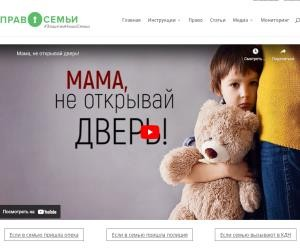 ПРАВО СЕМЬИ
Главная Инструкции Право Статьи Медиа Мониторинг
Мама, не открывай дверь!
МАМА,
не открывай
ДВЕРЬ!
Смотреть ... Поделиться
Посмотреть на YouTube
Если в семью пришла опека Если в семью пришла полиция Если семью вызывают в КДН